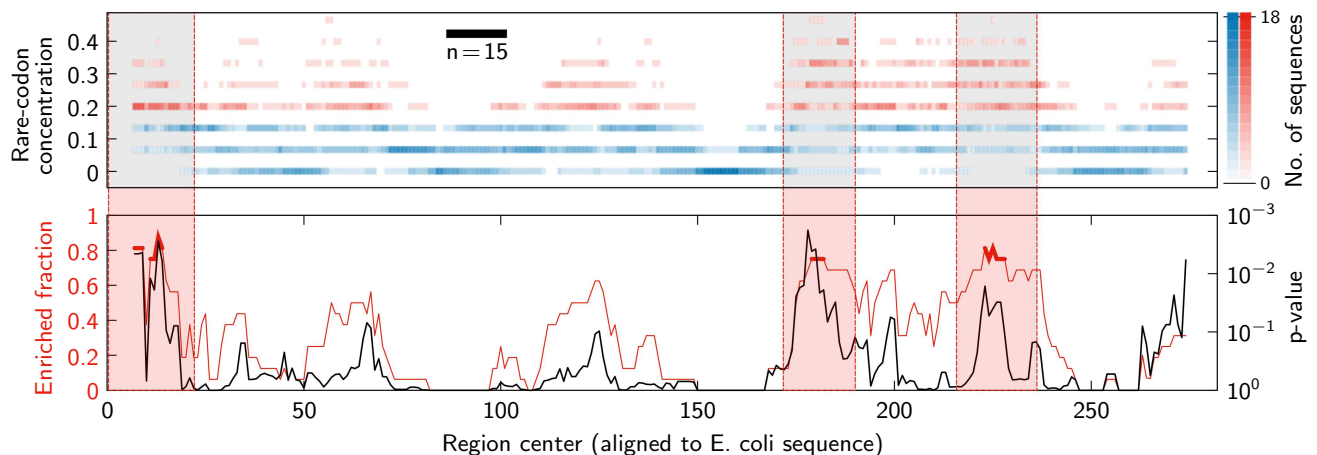 Rare-codon
concentration
0.4
0.3
0.2
0.1
0
n = 15
18
0
No. of sequences
Enriched fraction
1
0.8
0.6
0.4
0.2
0
10⁻³
10⁻²
10⁻¹
10⁰
p-value
0 50 100 150 200 250
Region center (aligned to E. coli sequence)